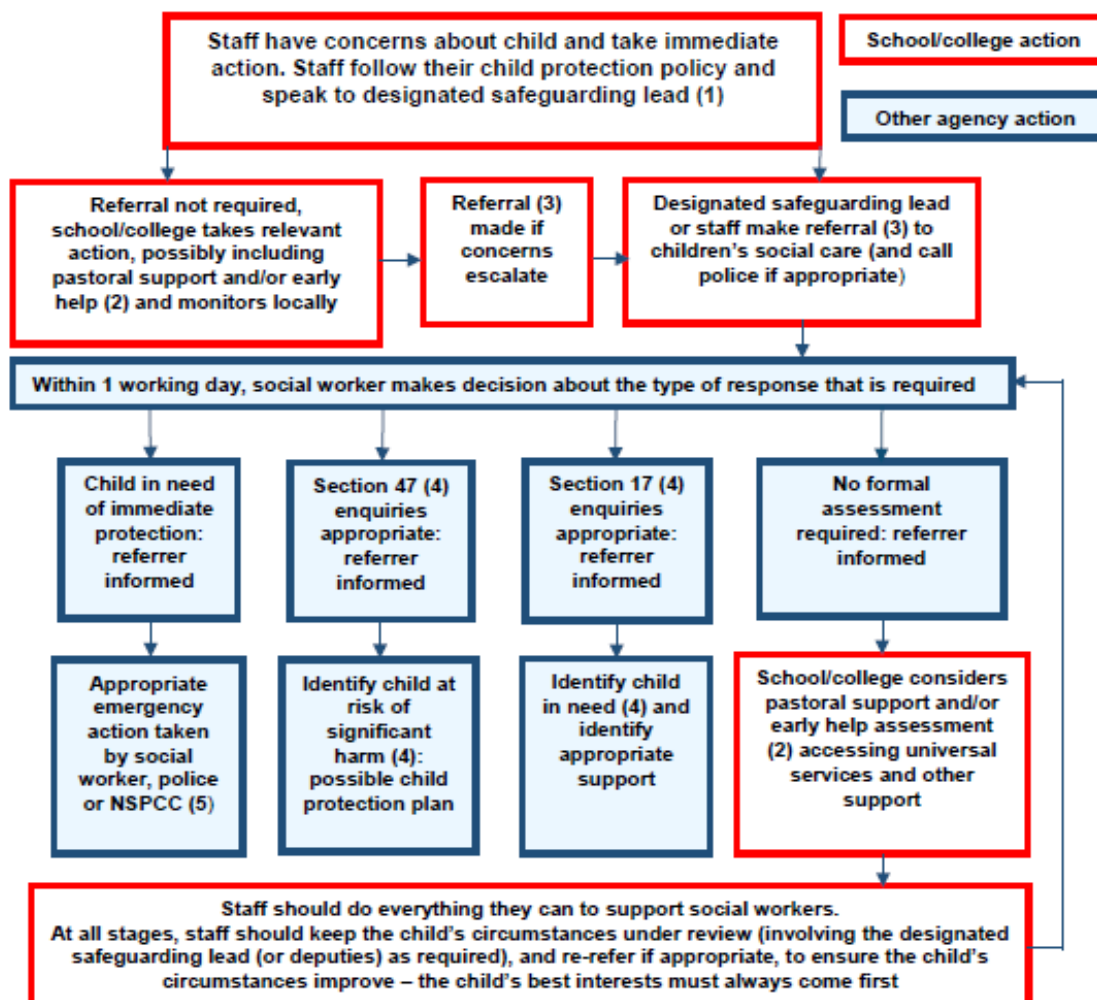 Staff have concerns about child and take immediate
action. Staff follow their child protection policy and
speak to designated safeguarding lead (1)
School/college action
Other agency action
Referral not required,
school/college takes relevant
action, possibly including
pastoral support and/or early
help (2) and monitors locally
Referral (3)
made if
concerns
escalate
Designated safeguarding lead
or staff make referral (3) to
children's social care (and call
police if appropriate)
Within 1 working day, social worker makes decision about the type of response that is required
Child in need
of immediate
protection:
referrer
informed
Section 47 (4)
enquiries
appropriate:
referrer
informed
Section 17 (4)
enquiries
appropriate:
referrer
informed
No formal
assessment
required: referrer
informed
Appropriate
emergency
action taken
by social
worker, police
or NSPCC (5)
Identify child at
risk of
significant
harm (4):
possible child
protection plan
Identify child
in need (4) and
identify
appropriate
support
School/college considers
pastoral support and/or
early help assessment
(2) accessing universal
services and other
support
Staff should do everything they can to support social workers.
At all stages, staff should keep the child's circumstances under review (involving the designated
safeguarding lead (or deputies) as required), and re-refer if appropriate, to ensure the child's
circumstances improve – the child's best interests must always come first